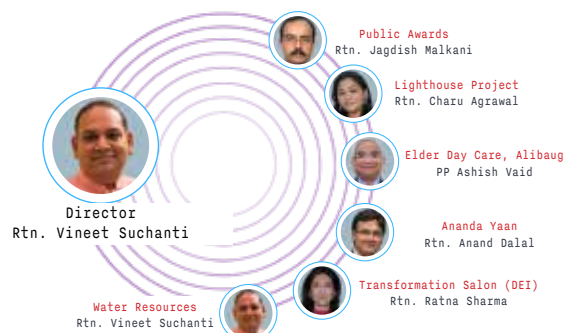 Public Awards
Rtn. Jagdish Malkani
Lighthouse Project
Rtn. Charu Agrawal
Elder Day Care, Alibaug
PP Ashish Vaid
Director
Rtn. Vineet Suchanti
Ananda Yaan
Rtn. Anand Dalal
Transformation Salon (DEI)
Rtn. Ratna Sharma
Water Resources
Rtn. Vineet Suchanti